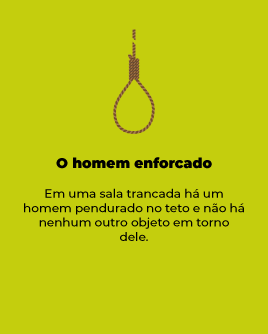 O homem enforcado
Em uma sala trancada há um
homem pendurado no teto e não há
nenhum outro objeto em torno
dele.